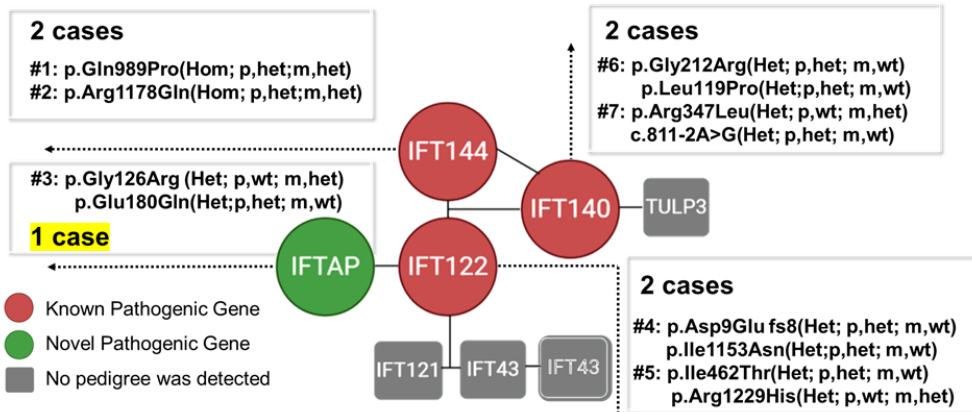 2 cases
#1: p.Gln989Pro(Hom; p,het;m,het)
#2: p.Arg1178Gln(Hom; p,het;m,het)
2 cases
#6: p.Gly212Arg(Het; p,het; m,wt)
p.Leu119Pro(Het;p,het; m,wt)
#7: p.Arg347Leu(Het; p,wt; m,het)
c.811-2A>G(Het; p,het; m,wt)
IFT144
#3: p.Gly126Arg (Het; p,wt; m,het)
p.Glu180Gln(Het;p,het; m,wt)
1 case
IFT140
TULP3
IFTAP
IFT122
2 cases
#4: p.Asp9Glu fs8(Het; p,het; m,wt)
p.Ile1153Asn(Het;p,het; m,wt)
#5: p.Ile462Thr(Het; p,het; m,wt)
p.Arg1229His(Het; p,wt; m,het)
Known Pathogenic Gene
Novel Pathogenic Gene
No pedigree was detected
IFT121
IFT43
IFT43